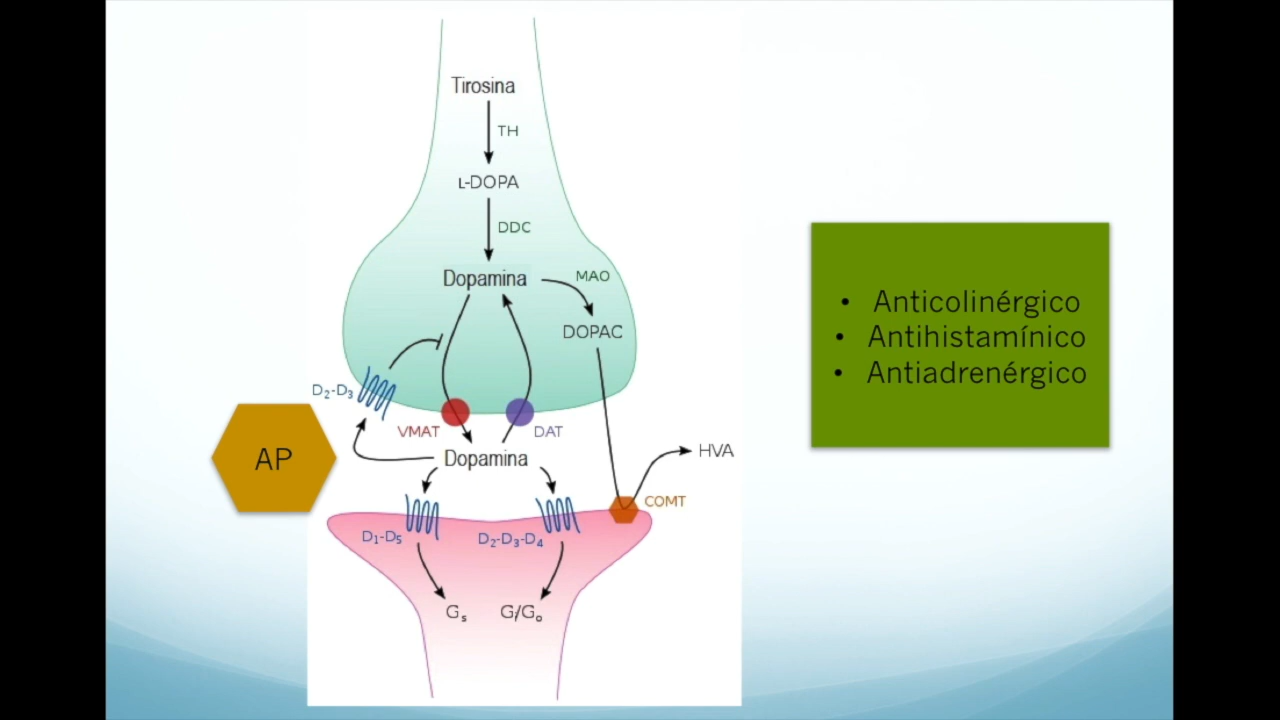 Tirosina
TH
L-DOPA
DDC
Dopamina
MAO
DOPAC
D₂-D₃
VMAT
DAT
Dopamina
HVA
AP
COMT
D₁-D₅
D₂-D₃-D₄
Gₛ
G/Gₒ
• Anticolinérgico
• Antihistamínico
• Antiadrenérgico